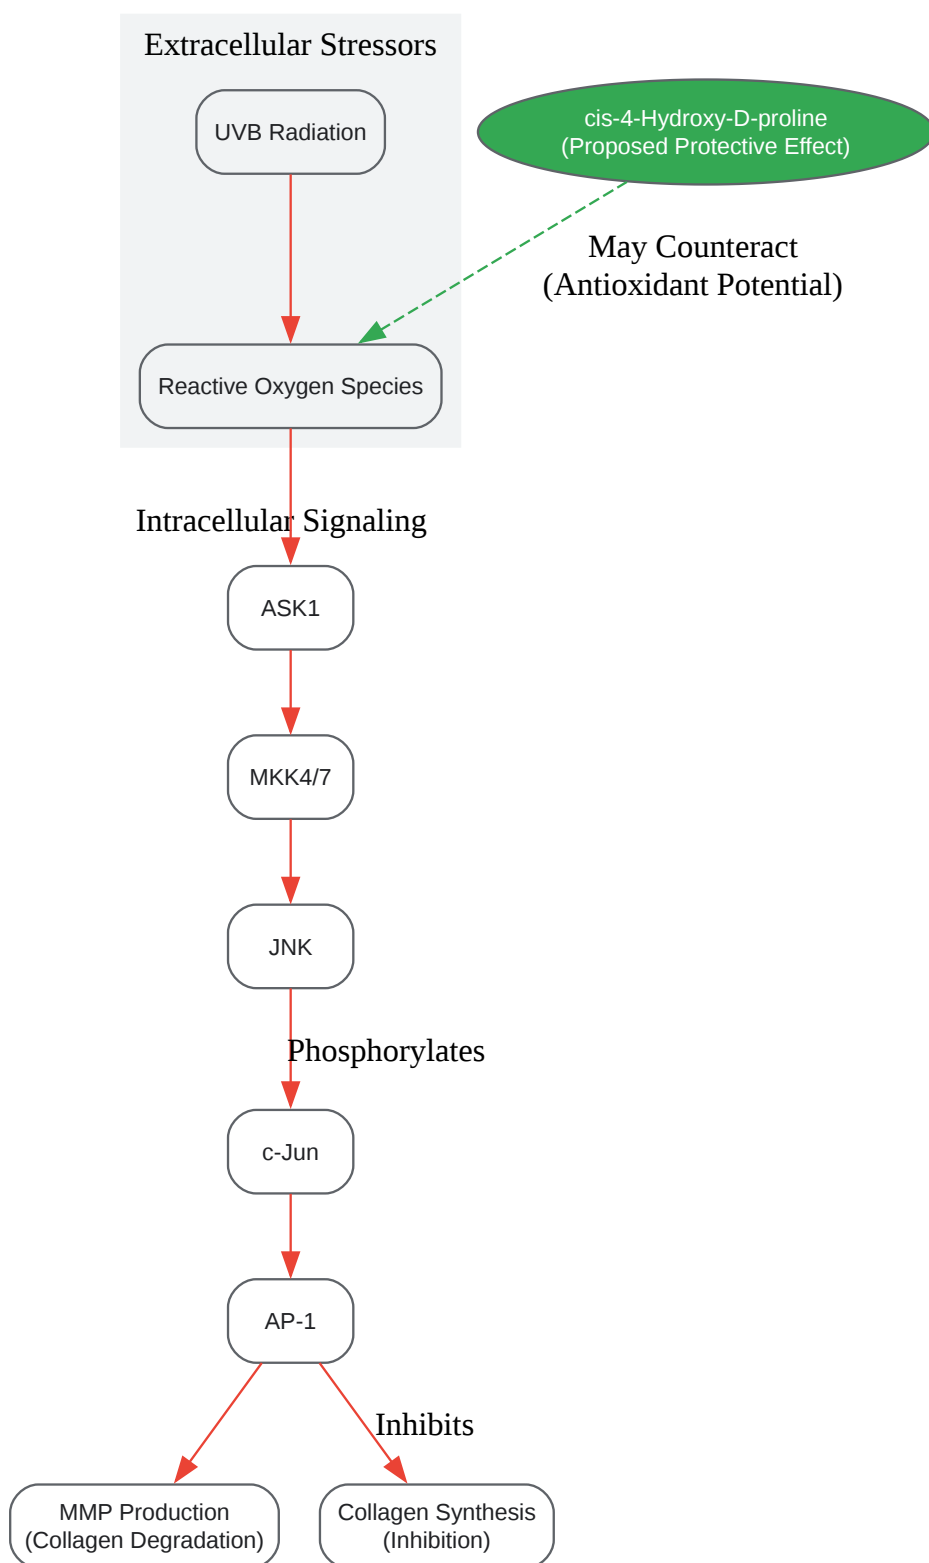 Extracellular Stressors
UVB Radiation
cis-4-Hydroxy-D-proline
(Proposed Protective Effect)
May Counteract
(Antioxidant Potential)
Reactive Oxygen Species
Intracellular Signaling
ASK1
MKK4/7
JNK
Phosphorylates
c-Jun
AP-1
Inhibits
MMP Production
(Collagen Degradation)
Collagen Synthesis
(Inhibition)